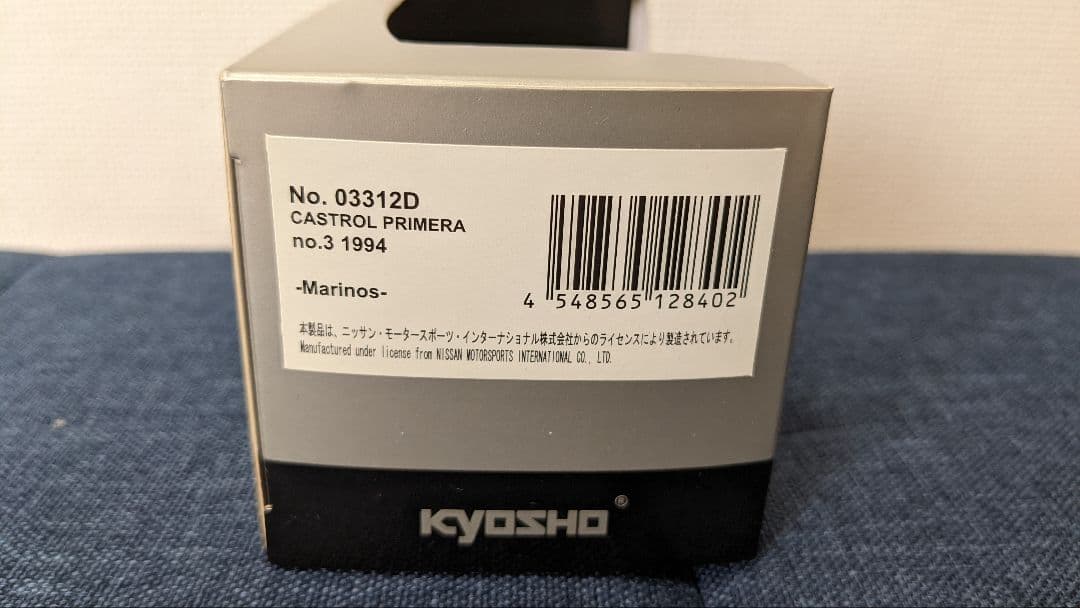 No. 03312D
CASTROL PRIMERA
no.3 1994
-Marinos-
4 548565 128402
本製品は、ニッサン・モータースポーツ・インターナショナル株式会社からのライセンスにより製造されています。
Manufactured under license from NISSAN MOTORSPORTS INTERNATIONAL CO., LTD.
KYOSHO®